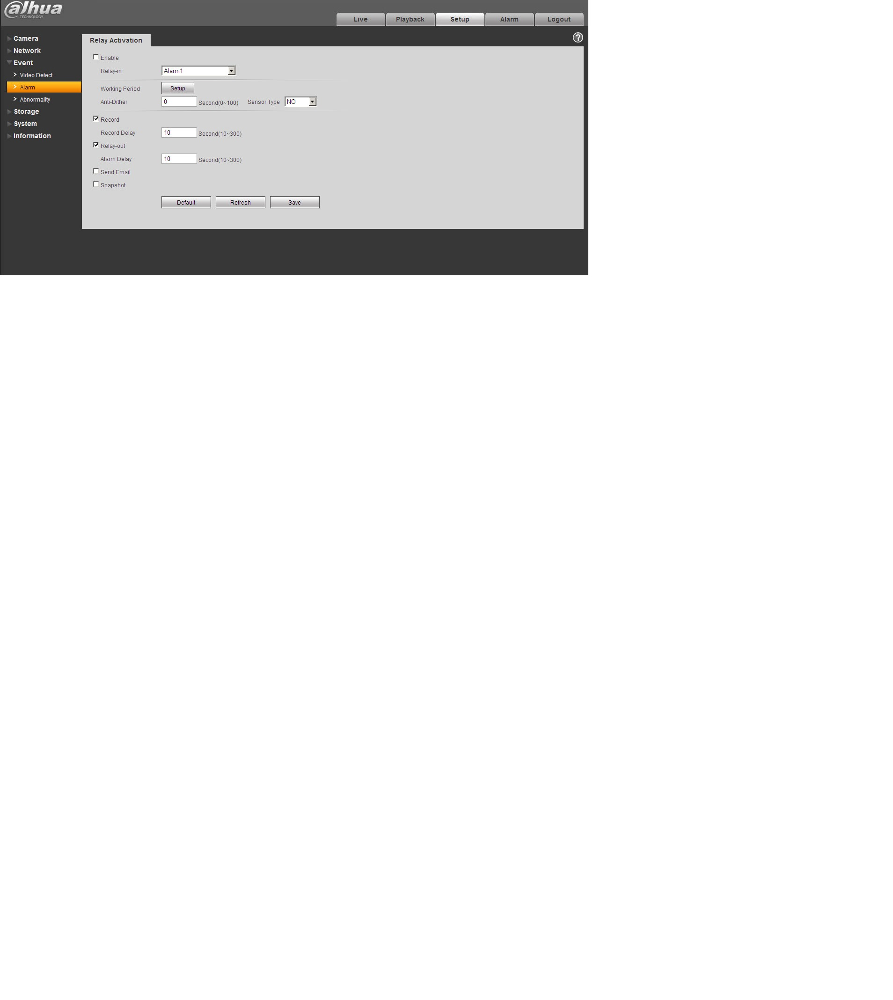 alhua
TECHNOLOGY
Live Playback Setup Alarm Logout
Camera
Network
Event
Video Detect
Alarm
Abnormality
Storage
System
Information
Relay Activation
?
Enable
Relay-in Alarm1
Working Period Setup
Anti-Dither 0 Second(0~100) Sensor Type NO
Record
Record Delay 10 Second(10~300)
Relay-out
Alarm Delay 10 Second(10~300)
Send Email
Snapshot
Default Refresh Save